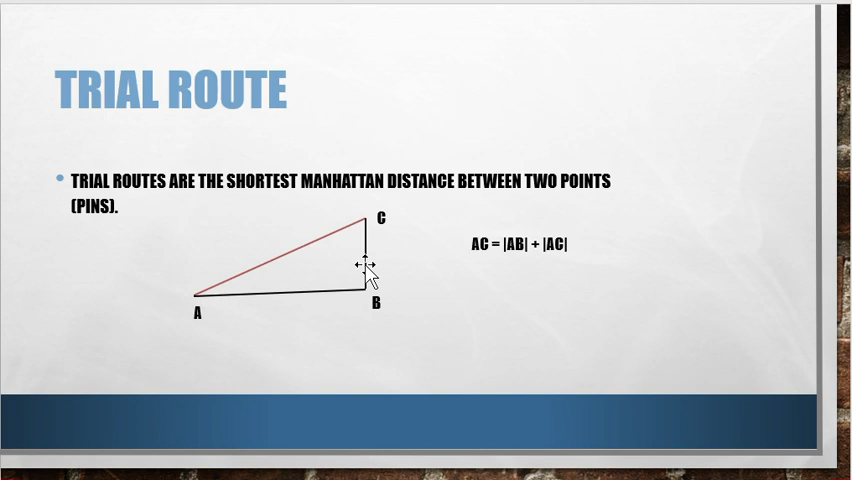 TRIAL ROUTE
TRIAL ROUTES ARE THE SHORTEST MANHATTAN DISTANCE BETWEEN TWO POINTS
(PINS).
C
AC = |AB| + |AC|
B
A